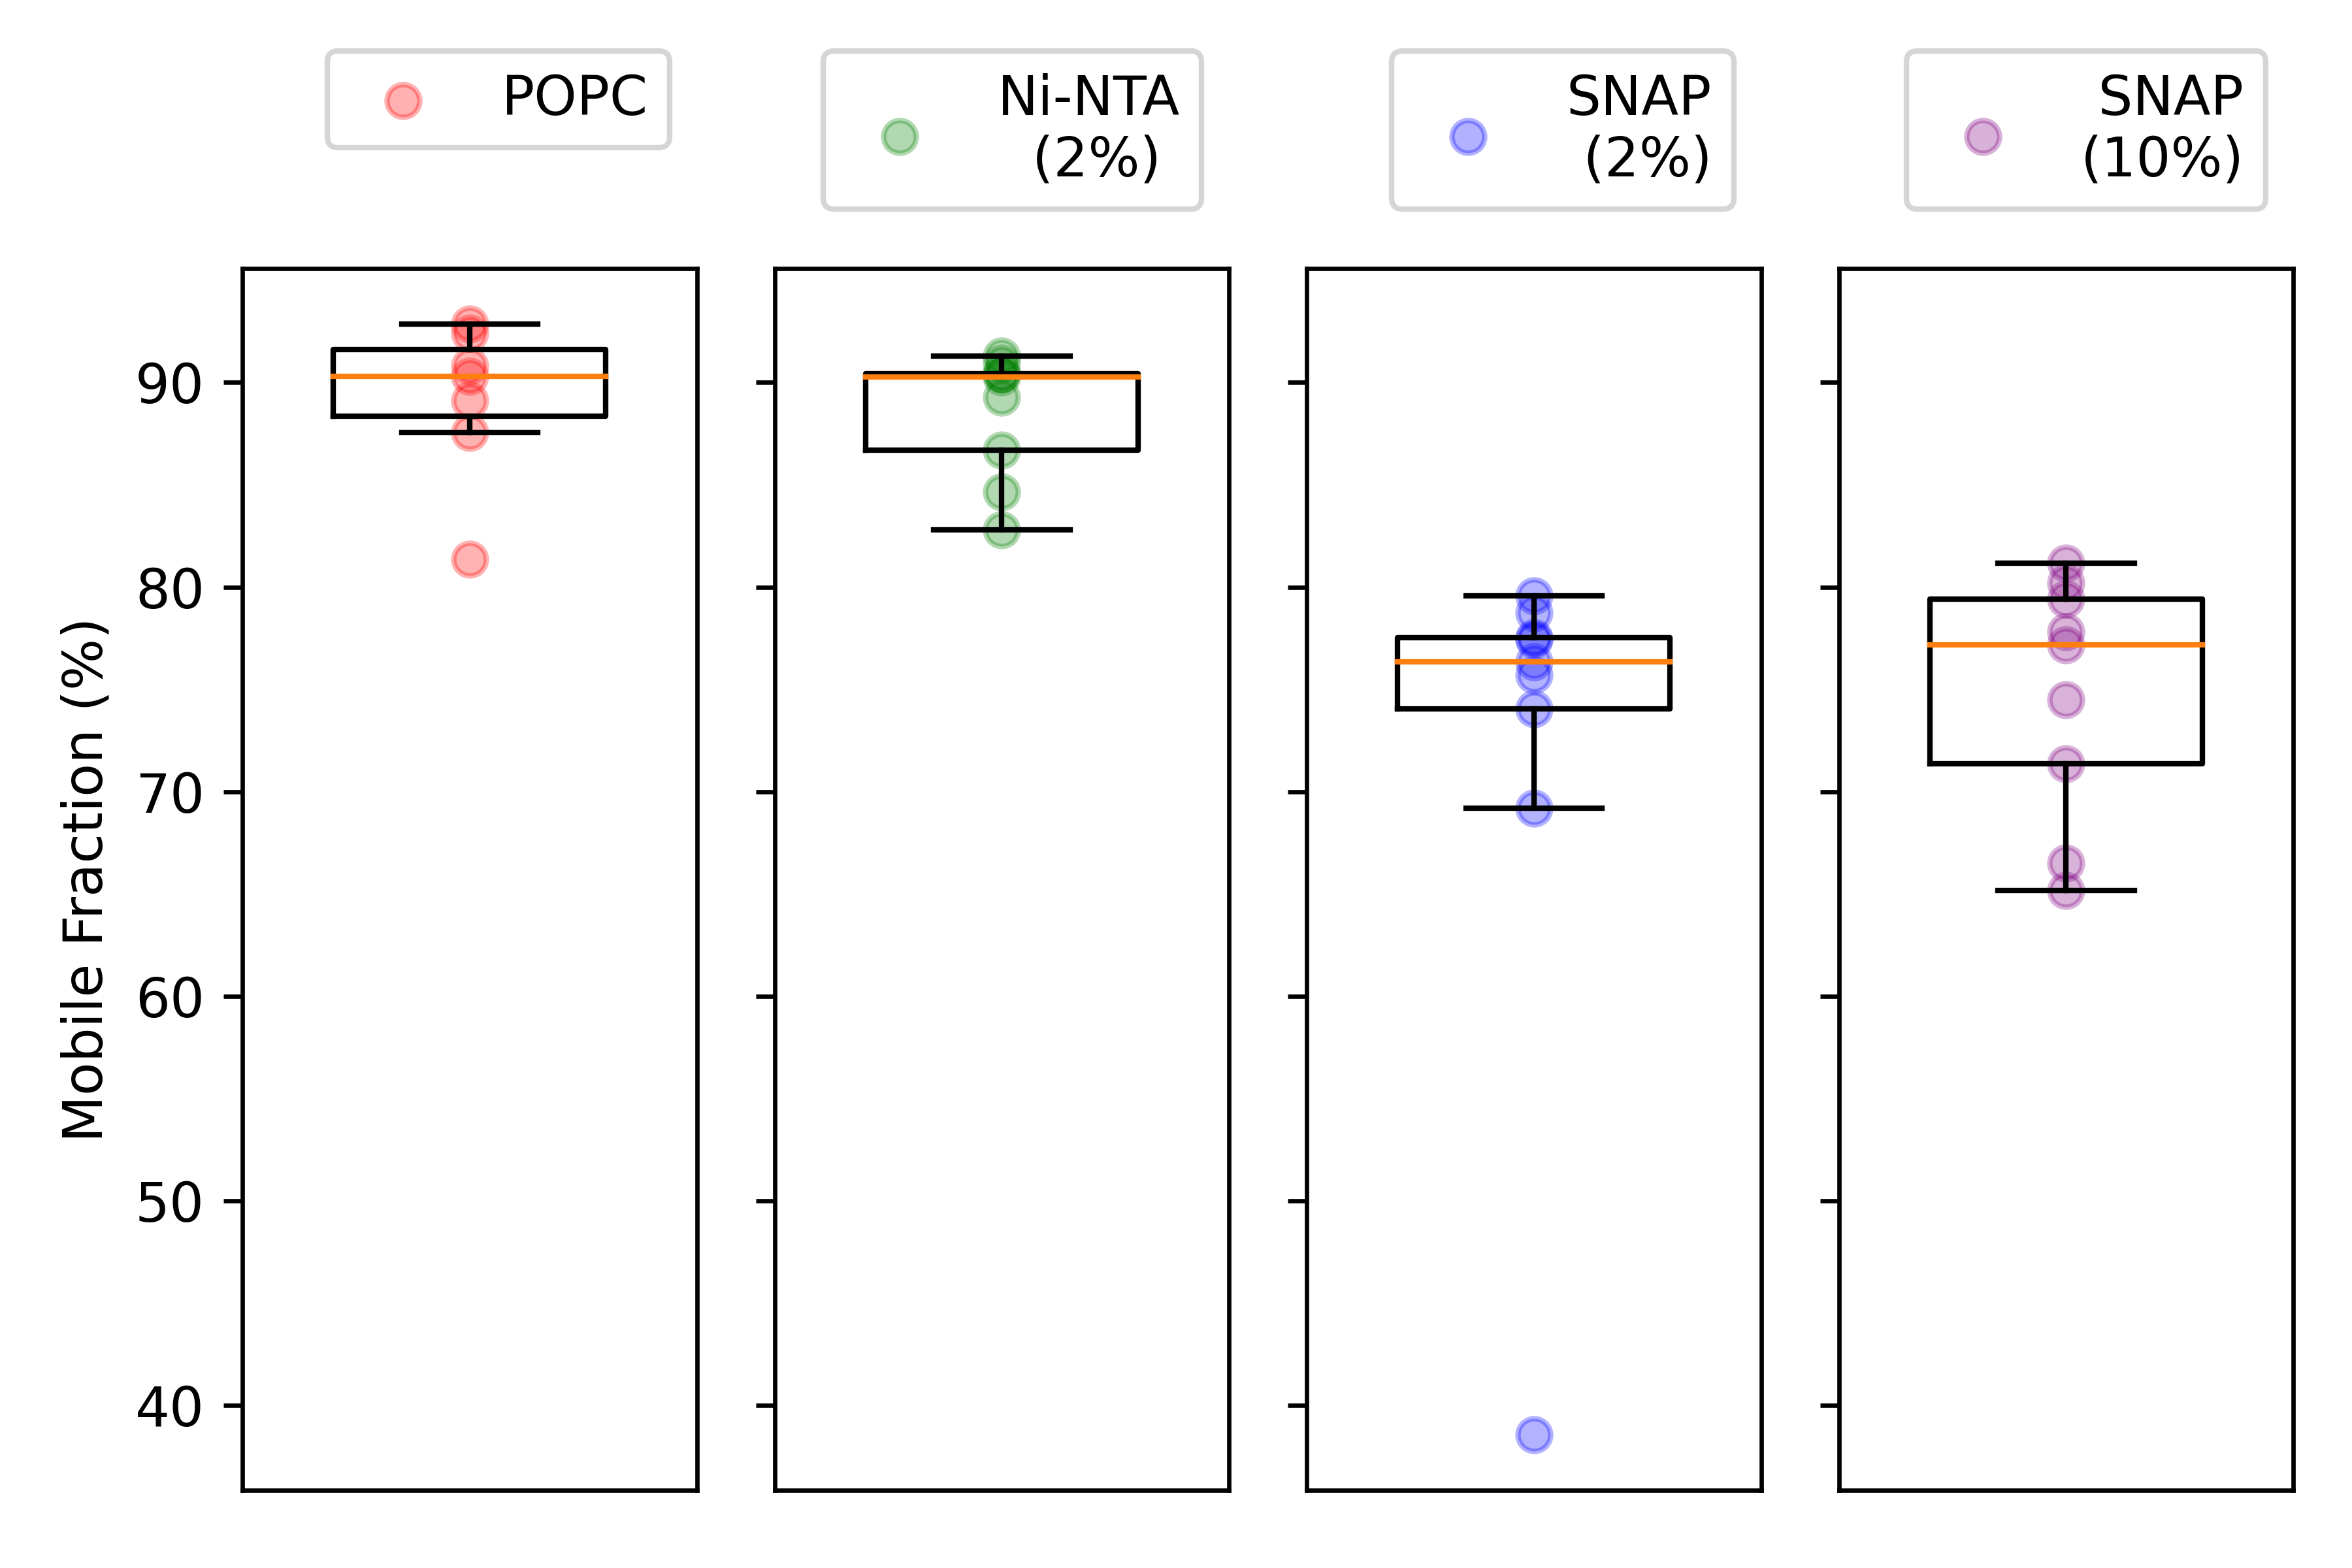 POPC
Ni-NTA
(2%)
SNAP
(2%)
SNAP
(10%)
Mobile Fraction (%)
90
80
70
60
50
40